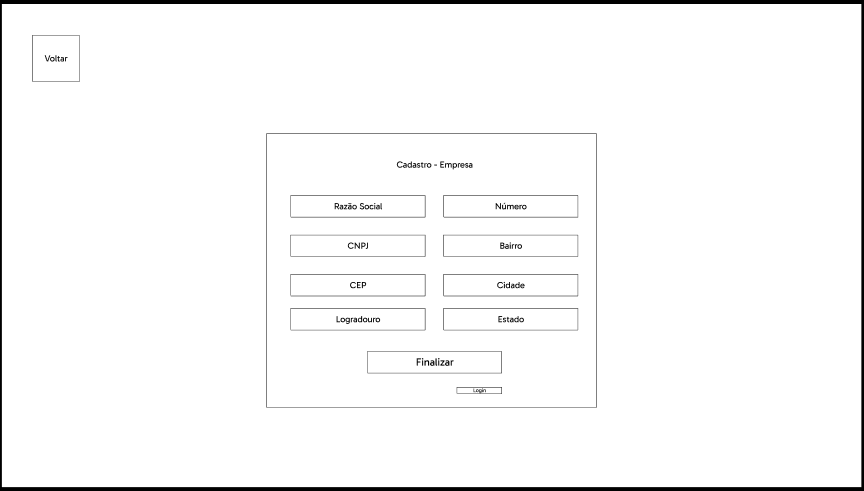 Voltar
Cadastro - Empresa
Razão Social
Número
CNPJ
Bairro
CEP
Cidade
Logradouro
Estado
Finalizar
Login